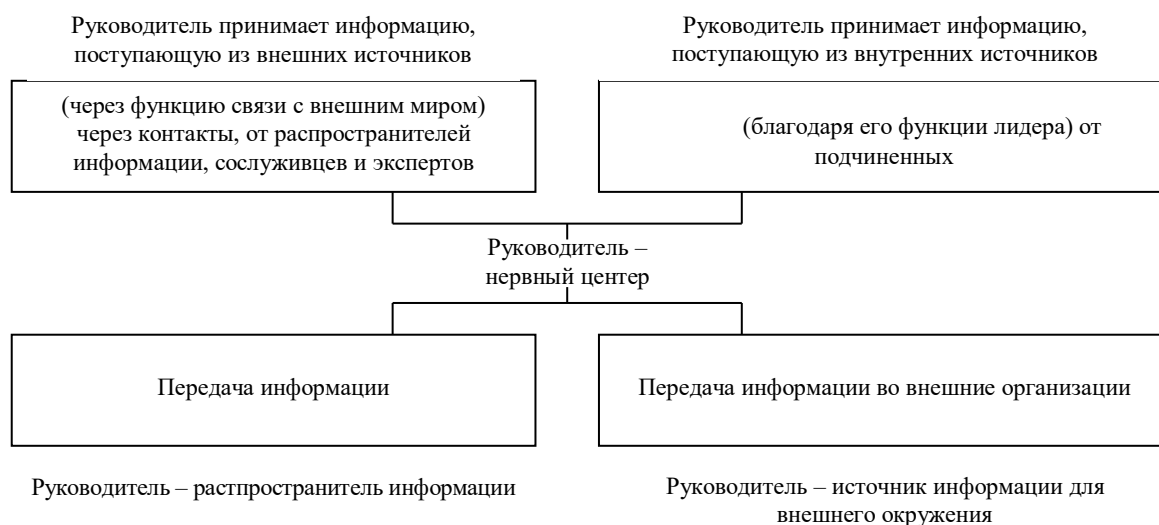 Руководитель принимает информацию,
поступающую из внешних источников
(через функцию связи с внешним миром)
через контакты, от распространителей
информации, сослуживцев и экспертов
Руководитель принимает информацию,
поступающую из внутренних источников
(благодаря его функции лидера) от
подчиненных
Руководитель –
нервный центр
Передача информации
Передача информации во внешние организации
Руководитель – растпространитель информации
Руководитель – источник информации для
внешнего окружения